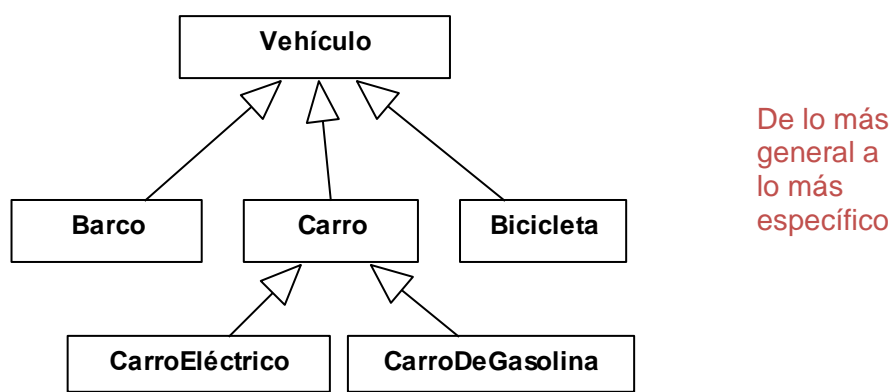 Vehículo
De lo más
general a
lo más
específico
Barco
Carro
Bicicleta
CarroEléctrico
CarroDeGasolina